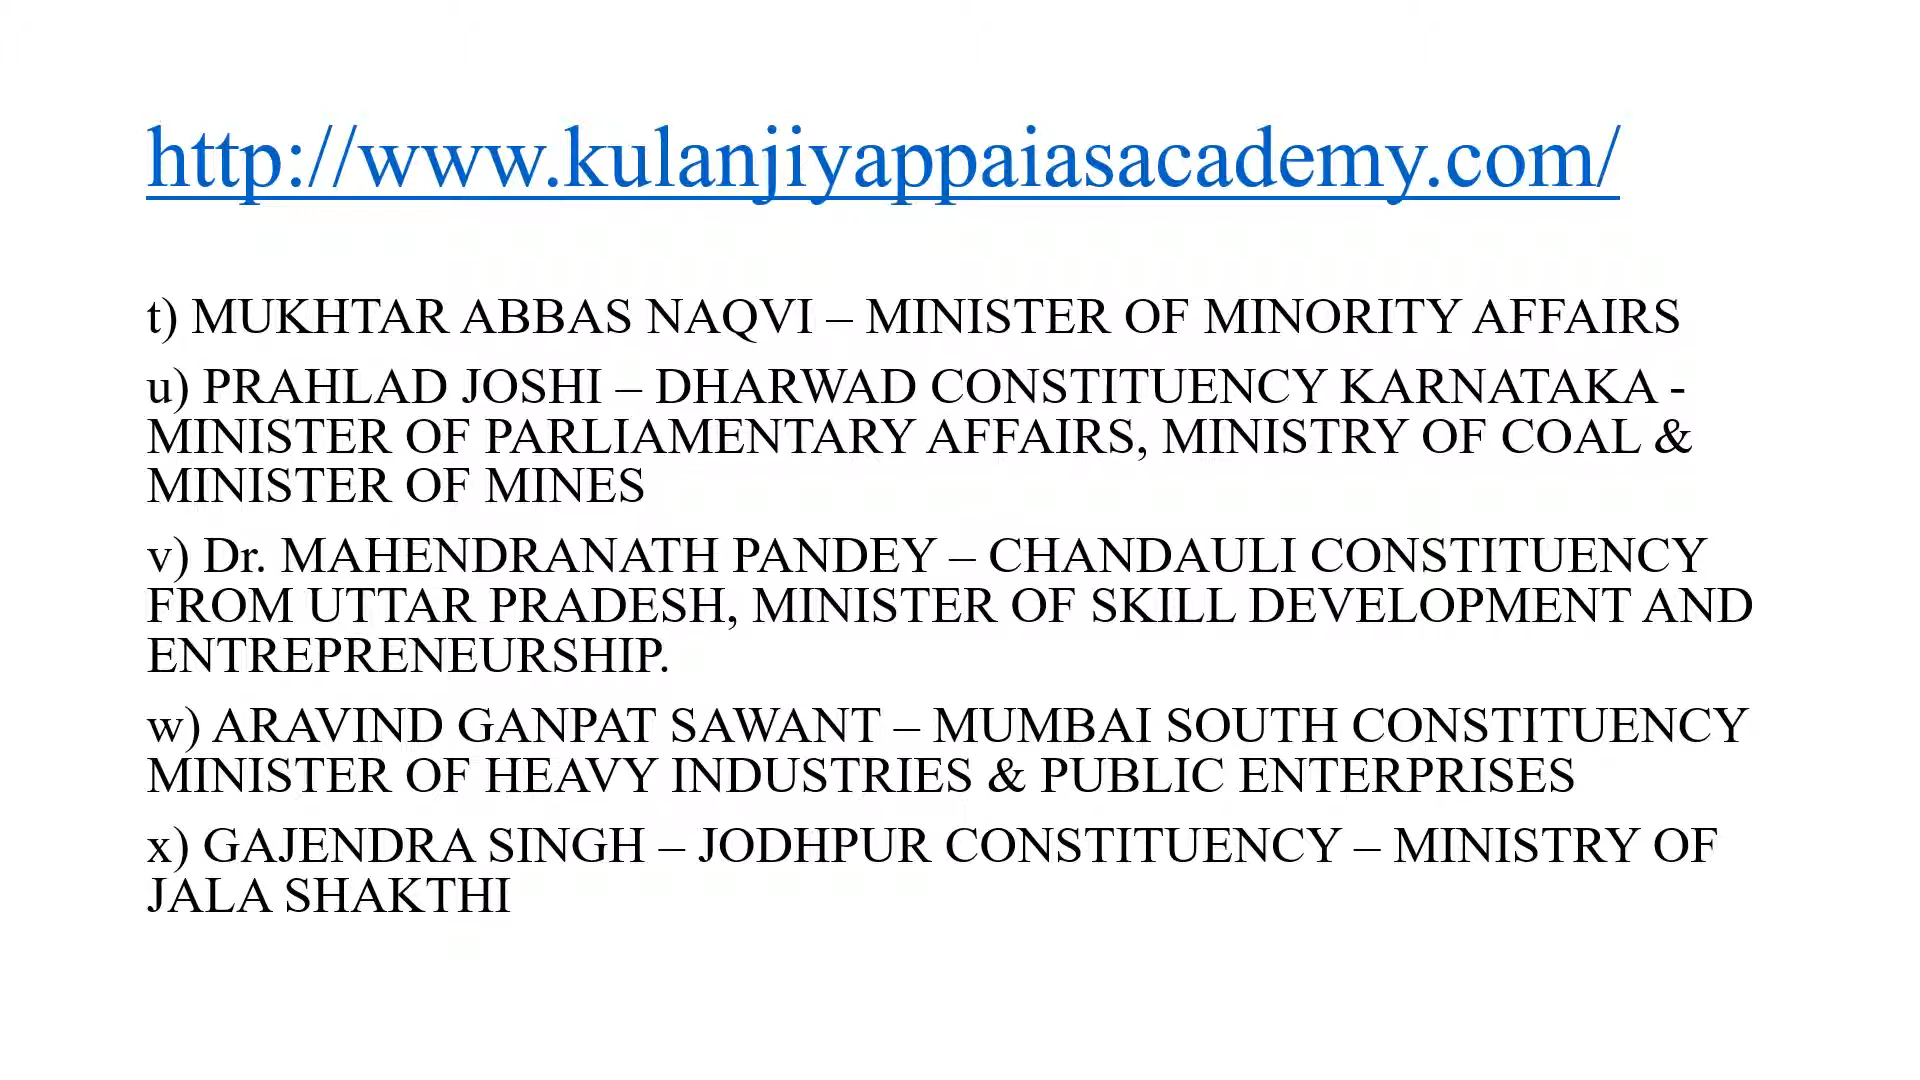 http://www.kulanjiyappaiasacademy.com/
t) MUKHTAR ABBAS NAQVI – MINISTER OF MINORITY AFFAIRS
u) PRAHLAD JOSHI – DHARWAD CONSTITUENCY KARNATAKA -
MINISTER OF PARLIAMENTARY AFFAIRS, MINISTRY OF COAL &
MINISTER OF MINES
v) Dr. MAHENDRANATH PANDEY – CHANDAULI CONSTITUENCY
FROM UTTAR PRADESH, MINISTER OF SKILL DEVELOPMENT AND
ENTREPRENEURSHIP.
w) ARAVIND GANPAT SAWANT – MUMBAI SOUTH CONSTITUENCY
MINISTER OF HEAVY INDUSTRIES & PUBLIC ENTERPRISES
x) GAJENDRA SINGH – JODHPUR CONSTITUENCY – MINISTRY OF
JALA SHAKTHI